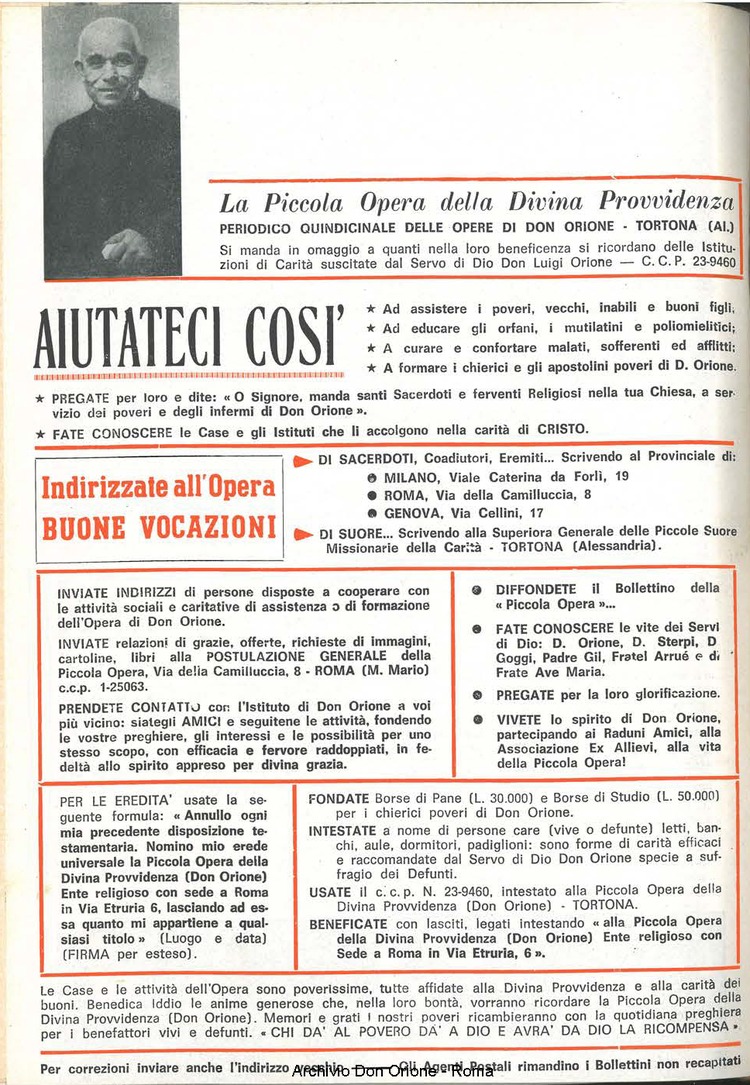 La Piccola Opera della Divina Provvidenza
PERIODICO QUINDICINALE DELLE OPERE DI DON ORIONE - TORTONA (Al.)
Si manda in omaggio a quanti nella loro beneficenza si ricordano delle Istitu-
zioni di Carità suscitate dal Servo di Dio Don Luigi Orione — C. C. P. 23-9460
AIUTATECI COSI'
★ Ad assistere i poveri, vecchi, inabili e buoni figli,
★ Ad educare gli orfani, i mutilatini e poliomielitici;
★ A curare e confortare malati, sofferenti ed afflitti;
★ A formare i chierici e gli apostolini poveri di D. Orione.
★ PREGATE per loro e dite: « O Signore, manda santi Sacerdoti e ferventi Religiosi nella tua Chiesa, a ser-
vizio dei poveri e degli infermi di Don Orione ».
★ FATE CONOSCERE le Case e gli Istituti che li accolgono nella carità di CRISTO.
Indirizzate all'Opera
BUONE VOCAZIONI
DI SACERDOTI, Coadiutori, Eremiti... Scrivendo al Provinciale di:
● MILANO, Viale Caterina da Forlì, 19
● ROMA, Via della Camilluccia, 8
● GENOVA, Via Cellini, 17
DI SUORE... Scrivendo alla Superiora Generale delle Piccole Suore
Missionarie della Carità - TORTONA (Alessandria).
INVIATE INDIRIZZI di persone disposte a cooperare con
le attività sociali e caritative di assistenza o di formazione
dell'Opera di Don Orione.
INVIATE relazioni di grazie, offerte, richieste di immagini,
cartoline, libri alla POSTULAZIONE GENERALE della
Piccola Opera, Via della Camilluccia, 8 - ROMA (M. Mario)
c.c.p. 1-25063.
PRENDETE CONTATTO con l'Istituto di Don Orione a voi
più vicino: siategli AMICI e seguitene le attività, fondendo
le vostre preghiere, gli interessi e le possibilità per uno
stesso scopo, con efficacia e fervore raddoppiati, in fe-
deltà allo spirito appreso per divina grazia.
● DIFFONDETE il Bollettino della
« Piccola Opera »...
● FATE CONOSCERE le vite dei Servi
di Dio: D. Orione, D. Sterpi, D
Goggi, Padre Gil, Fratel Arrué e di
Frate Ave Maria.
● PREGATE per la loro glorificazione.
● VIVETE lo spirito di Don Orione,
partecipando ai Raduni Amici, alla
Associazione Ex Allievi, alla vita
della Piccola Opera!
PER LE EREDITA' usate la se-
guente formula: « Annullo ogni
mia precedente disposizione te-
stamentaria. Nomino mio erede
universale la Piccola Opera della
Divina Provvidenza (Don Orione)
Ente religioso con sede a Roma
in Via Etruria 6, lasciando ad es-
sa quanto mi appartiene a qual-
siasi titolo » (Luogo e data)
(FIRMA per esteso).
FONDATE Borse di Pane (L. 30.000) e Borse di Studio (L. 50.000)
per i chierici poveri di Don Orione.
INTESTATE a nome di persone care (vive o defunte) letti, ban-
chi, aule, dormitori, padiglioni: sono forme di carità efficaci
e raccomandate dal Servo di Dio Don Orione specie a suf-
fragio dei Defunti.
USATE il c.c.p. N. 23-9460, intestato alla Piccola Opera della
Divina Provvidenza (Don Orione) - TORTONA.
BENEFICATE con lasciti, legati intestando « alla Piccola Opera
della Divina Provvidenza (Don Orione) Ente religioso con
Sede a Roma in Via Etruria, 6 ».
Le Case e le attività dell'Opera sono poverissime, tutte affidate alla Divina Provvidenza e alla carità dei
buoni. Benedica Iddio le anime generose che, nella loro bontà, vorranno ricordare la Piccola Opera della
Divina Provvidenza (Don Orione). Memori e grati i nostri poveri ricambieranno con la quotidiana preghiera
per i benefattori vivi e defunti. « CHI DA' AL POVERO DA' A DIO E AVRA' DA DIO LA RICOMPENSA »
Per correzioni inviare anche l'indirizzo vecchio —— Gli Agenti Postali rimandino i Bollettini non recapitati
Archivio Don Orione - Roma